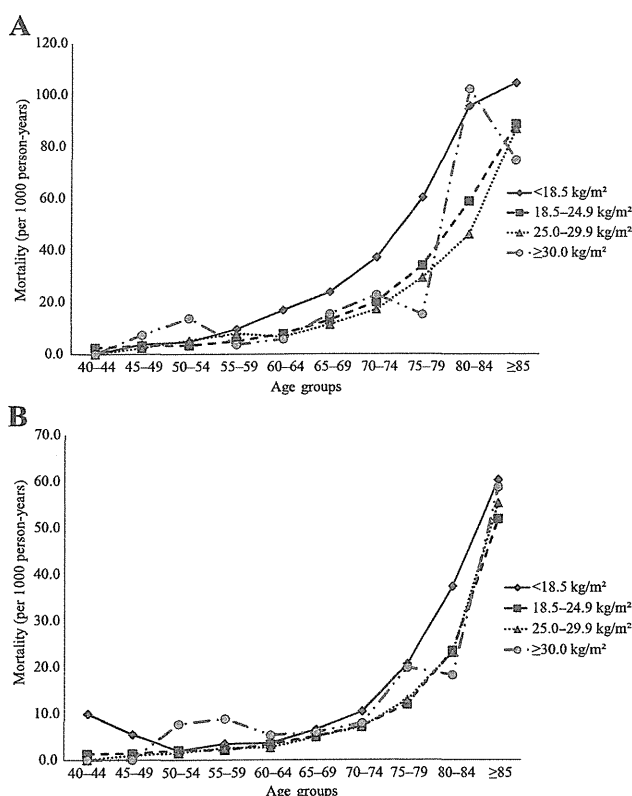 A
Mortality (per 1000 person-years)
120.0
100.0
80.0
60.0
40.0
20.0
0.0
40–44 45–49 50–54 55–59 60–64 65–69 70–74 75–79 80–84 ≥85
Age groups
<18.5 kg/m²
18.5–24.9 kg/m²
25.0–29.9 kg/m²
≥30.0 kg/m²
B
Mortality (per 1000 person-years)
70.0
60.0
50.0
40.0
30.0
20.0
10.0
0.0
40–44 45–49 50–54 55–59 60–64 65–69 70–74 75–79 80–84 ≥85
Age groups
<18.5 kg/m²
18.5–24.9 kg/m²
25.0–29.9 kg/m²
≥30.0 kg/m²